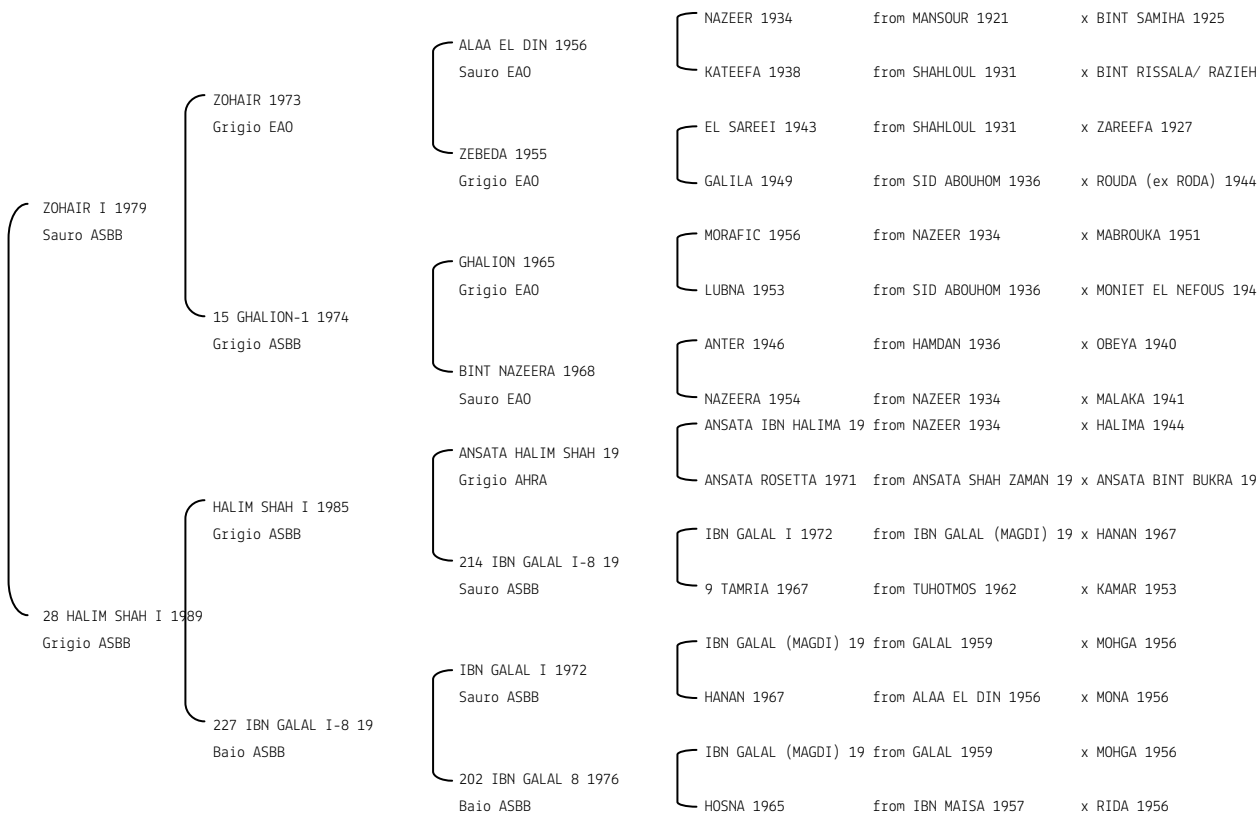 NAZEER 1934 from MANSOUR 1921 x BINT SAMIHA 1925
ALAA EL DIN 1956
Sauro EAO
KATEEFA 1938 from SHAHLOUL 1931 x BINT RISSALA/ RAZIEH
ZOHAIR 1973
Grigio EAO
EL SAREEI 1943 from SHAHLOUL 1931 x ZAREEFA 1927
ZEBEDA 1955
Grigio EAO
GALILA 1949 from SID ABOUHOM 1936 x ROUDA (ex RODA) 1944
ZOHAIR I 1979
Sauro ASBB
MORAFIC 1956 from NAZEER 1934 x MABROUKA 1951
GHALION 1965
Grigio EAO
LUBNA 1953 from SID ABOUHOM 1936 x MONIET EL NEFOUS 194
15 GHALION-1 1974
Grigio ASBB
ANTER 1946 from HAMDAN 1936 x OBEYA 1940
BINT NAZEERA 1968
Sauro EAO
NAZEERA 1954 from NAZEER 1934 x MALAKA 1941
ANSATA IBN HALIMA 19 from NAZEER 1934 x HALIMA 1944
ANSATA HALIM SHAH 19
Grigio AHRA
ANSATA ROSETTA 1971 from ANSATA SHAH ZAMAN 19 x ANSATA BINT BUKRA 19
HALIM SHAH I 1985
Grigio ASBB
IBN GALAL I 1972 from IBN GALAL (MAGDI) 19 x HANAN 1967
214 IBN GALAL I-8 19
Sauro ASBB
9 TAMRIA 1967 from TUHOTMOS 1962 x KAMAR 1953
28 HALIM SHAH I 1989
Grigio ASBB
IBN GALAL (MAGDI) 19 from GALAL 1959 x MOHGA 1956
IBN GALAL I 1972
Sauro ASBB
HANAN 1967 from ALAA EL DIN 1956 x MONA 1956
227 IBN GALAL I-8 19
Baio ASBB
IBN GALAL (MAGDI) 19 from GALAL 1959 x MOHGA 1956
202 IBN GALAL 8 1976
Baio ASBB
HOSNA 1965 from IBN MAISA 1957 x RIDA 1956